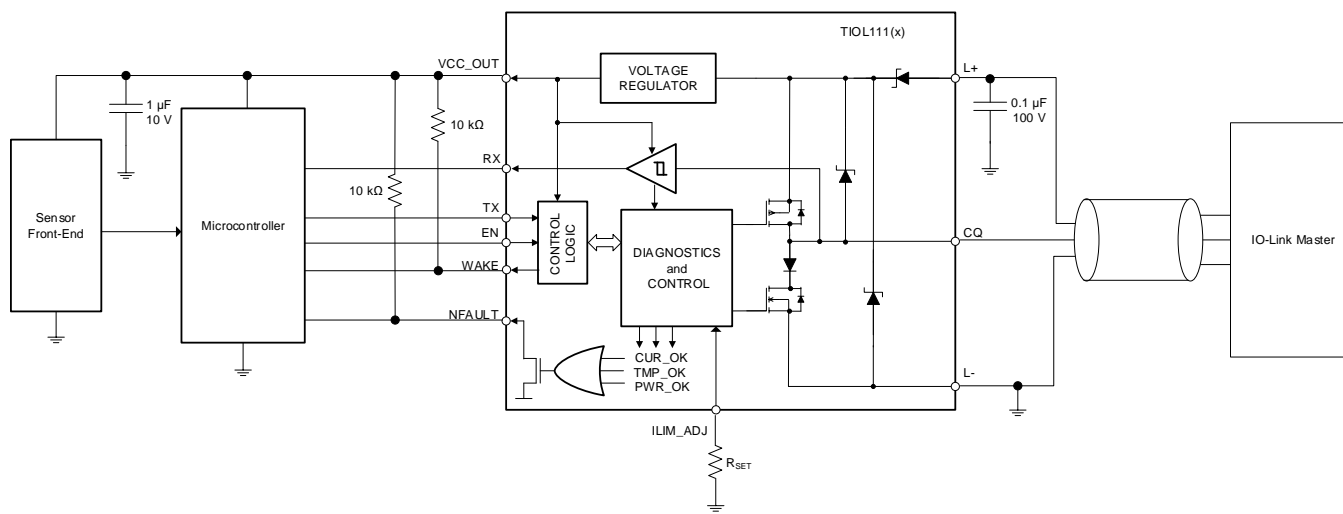 TIOL111(x)
VCC_OUT
VOLTAGE
REGULATOR
L+
1 µF
10 V
10 kΩ
0.1 µF
100 V
RX
10 kΩ
TX
Sensor
Front-End
Microcontroller
EN
CONTROL
LOGIC
DIAGNOSTICS
and
CONTROL
CQ
IO-Link Master
WAKE
NFAULT
CUR_OK
TMP_OK
PWR_OK
L-
ILIM_ADJ
RSET